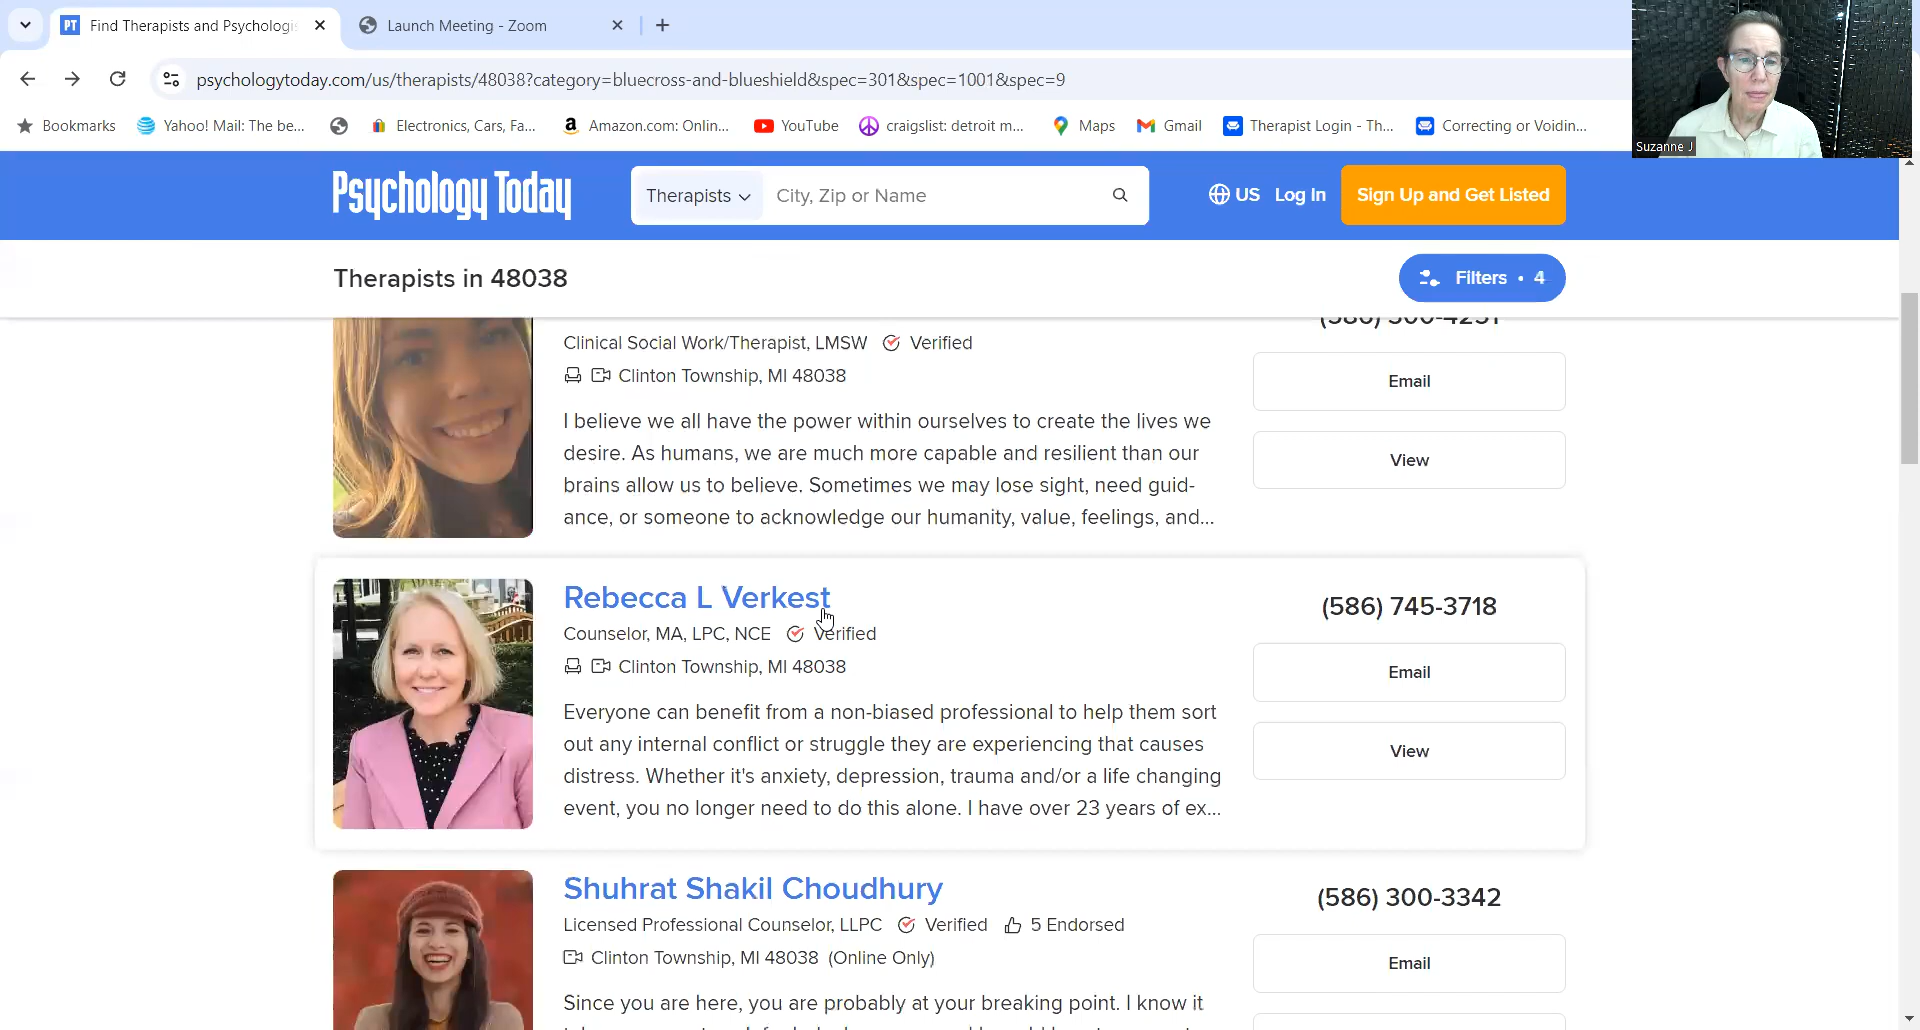 PT Find Therapists and Psychologi
Launch Meeting - Zoom
psychologytoday.com/us/therapists/48038?category=bluecross-and-blueshield&spec=301&spec=1001&spec=9
Bookmarks Yahoo! Mail: The be... Electronics, Cars, Fa... Amazon.com: Onlin... YouTube craigslist: detroit m... Maps Gmail Therapist Login - Th... Correcting or Voidin...
Suzanne J
Psychology Today Therapists City, Zip or Name US Log In Sign Up and Get Listed
Therapists in 48038 Filters • 4
Clinical Social Work/Therapist, LMSW Verified
Clinton Township, MI 48038
I believe we all have the power within ourselves to create the lives we
desire. As humans, we are much more capable and resilient than our
brains allow us to believe. Sometimes we may lose sight, need guid-
ance, or someone to acknowledge our humanity, value, feelings, and...
Email
View
Rebecca L Verkest
Counselor, MA, LPC, NCE Verified
Clinton Township, MI 48038
Everyone can benefit from a non-biased professional to help them sort
out any internal conflict or struggle they are experiencing that causes
distress. Whether it's anxiety, depression, trauma and/or a life changing
event, you no longer need to do this alone. I have over 23 years of ex...
(586) 745-3718
Email
View
Shuhrat Shakil Choudhury
Licensed Professional Counselor, LLPC Verified 5 Endorsed
Clinton Township, MI 48038 (Online Only)
Since you are here, you are probably at your breaking point. I know it
(586) 300-3342
Email